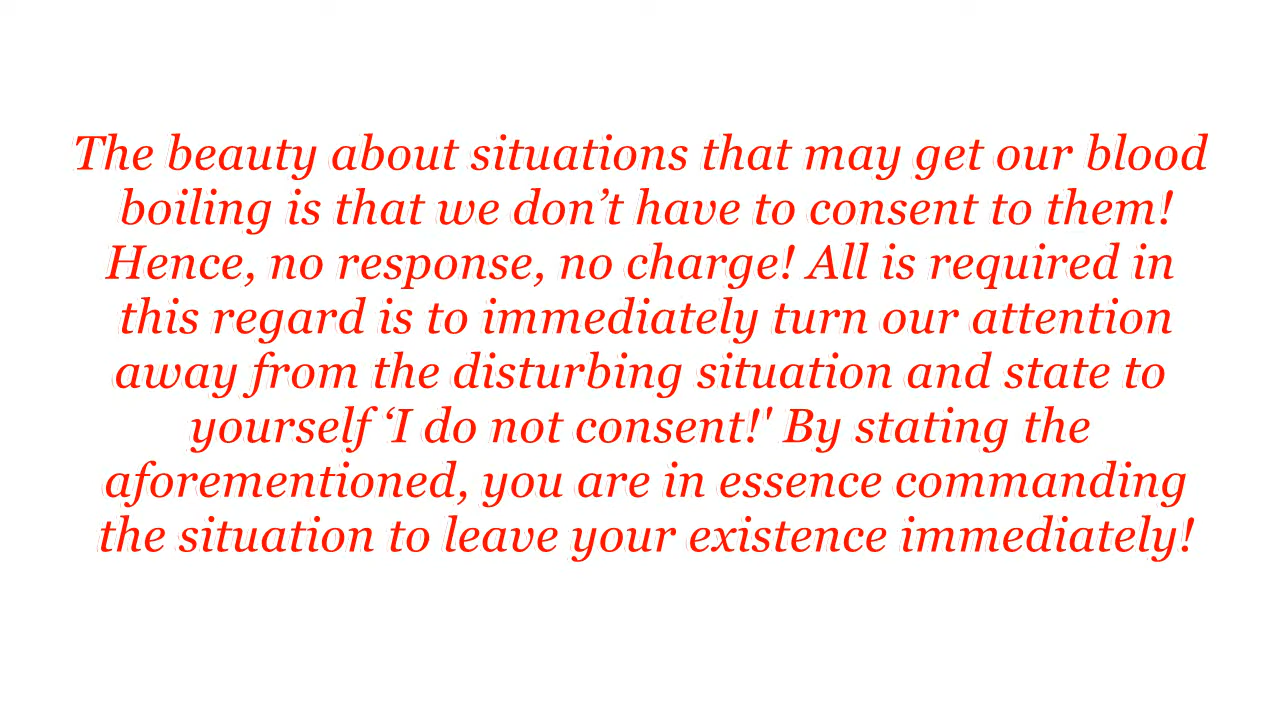 The beauty about situations that may get our blood
boiling is that we don’t have to consent to them!
Hence, no response, no charge! All is required in
this regard is to immediately turn our attention
away from the disturbing situation and state to
yourself ‘I do not consent!' By stating the
aforementioned, you are in essence commanding
the situation to leave your existence immediately!